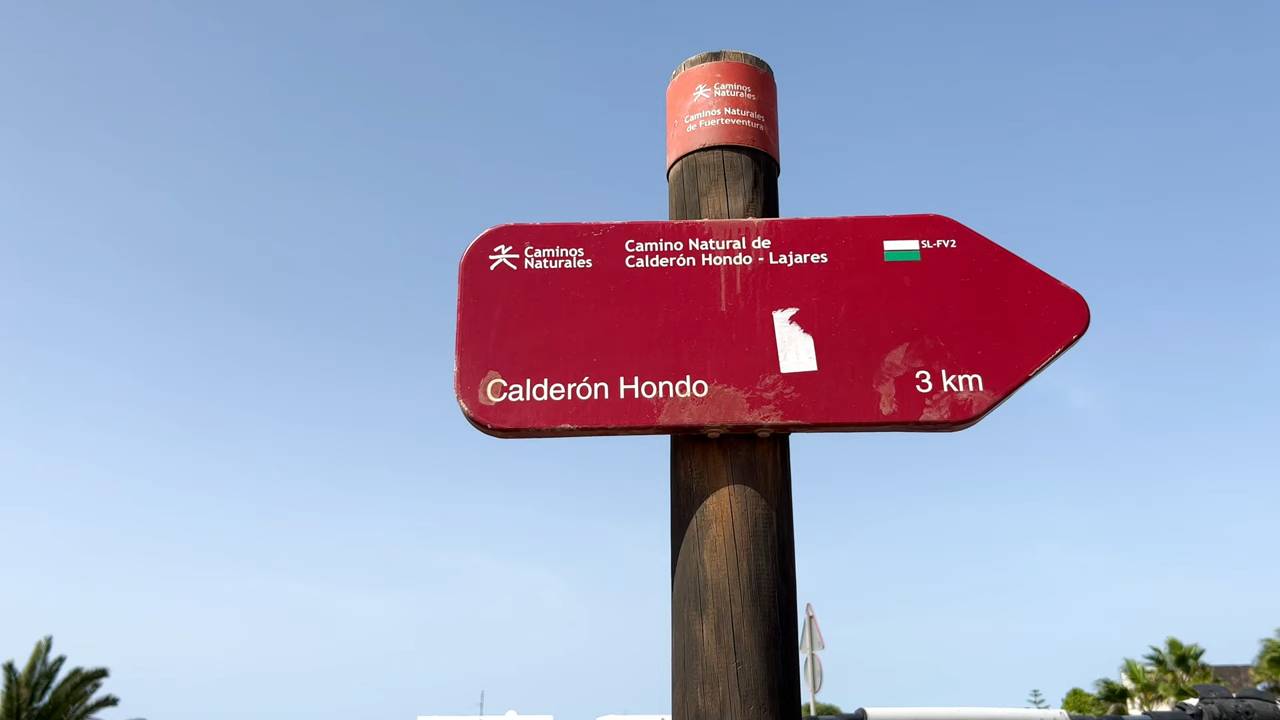 Caminos
Naturales
Caminos Naturales
de Fuerteventura
Caminos
Naturales
Camino Natural de
Calderón Hondo - Lajares
SL-FV2
Calderón Hondo
3 km